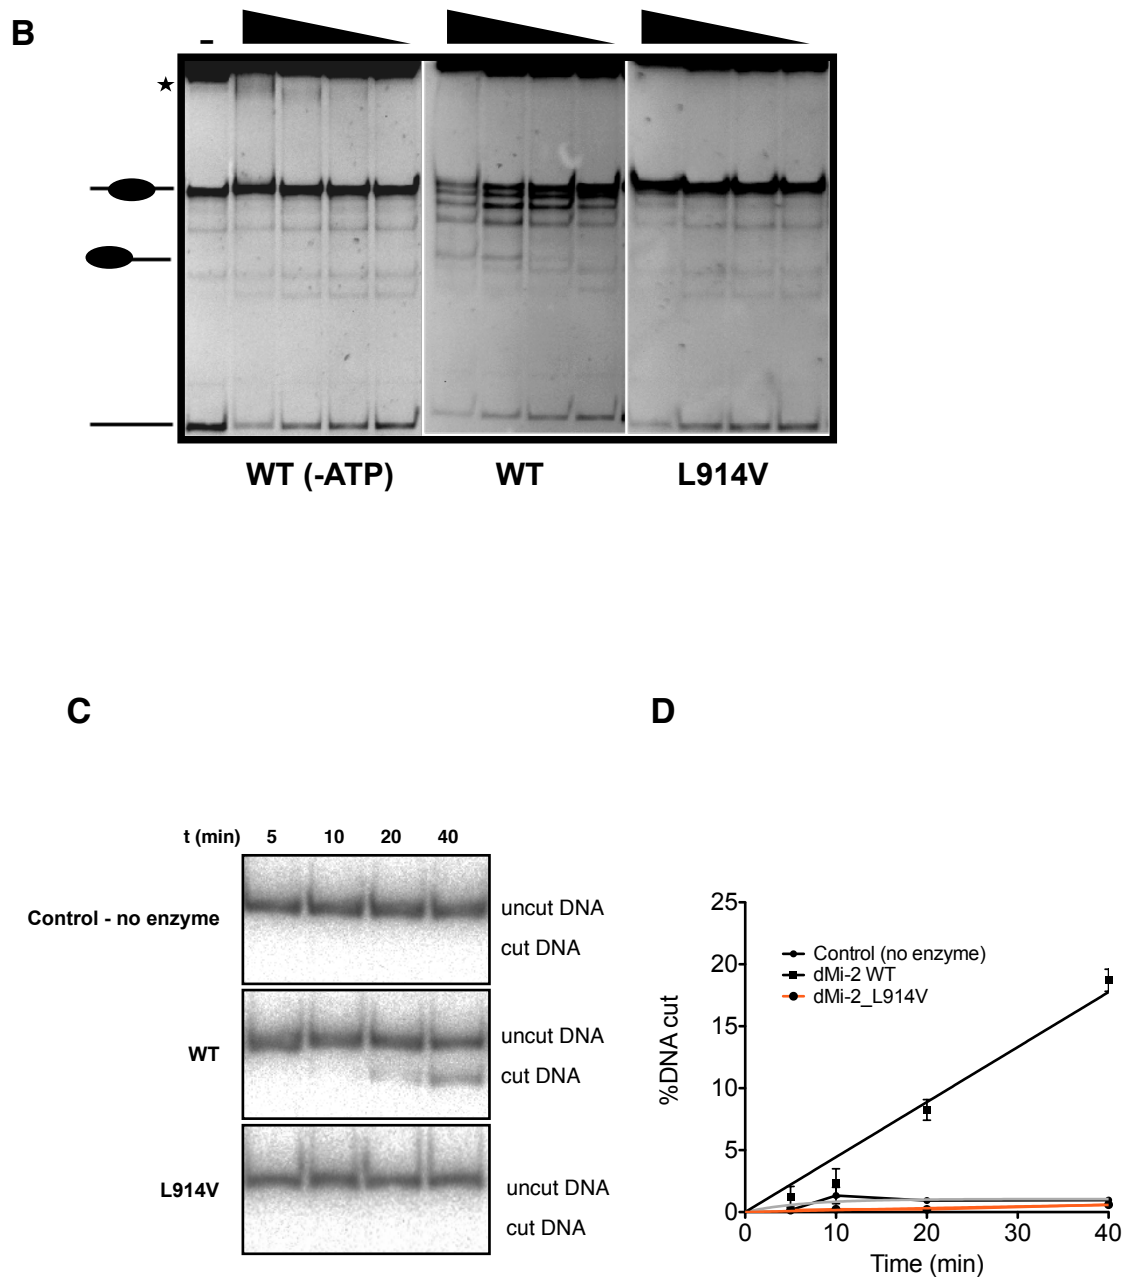 B
-
★
WT (-ATP) WT L914V
C D
t (min) 5 10 20 40
Control - no enzyme
uncut DNA
cut DNA
WT
uncut DNA
cut DNA
L914V
uncut DNA
cut DNA
25
20
15
10
5
0
%DNA cut
Control (no enzyme)
dMi-2 WT
dMi-2_L914V
0 10 20 30 40
Time (min)